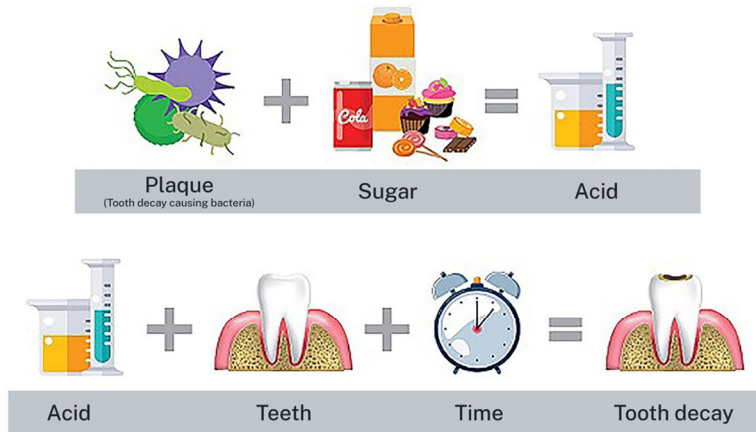 Cola
Plaque
(Tooth decay causing bacteria)
Sugar
Acid
Acid
Teeth
Time
Tooth decay